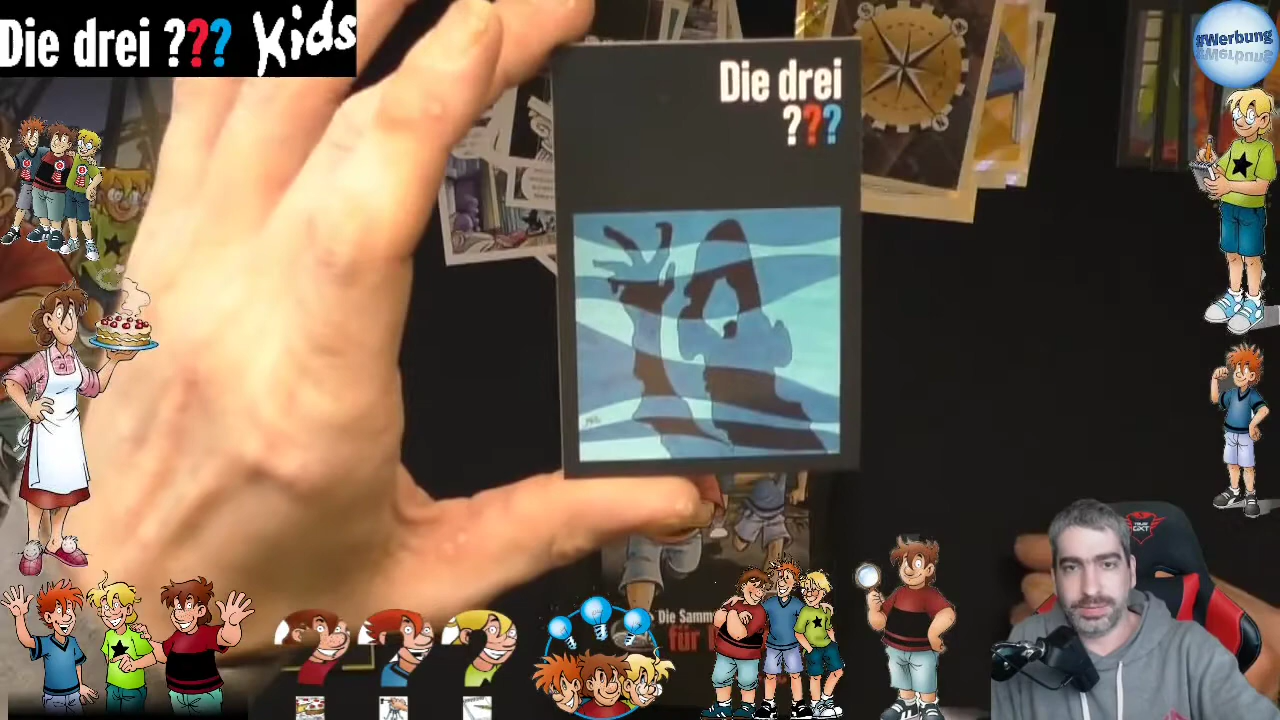 Die drei ??? Kids
#Werbung
Die drei
???
Die Samm
für